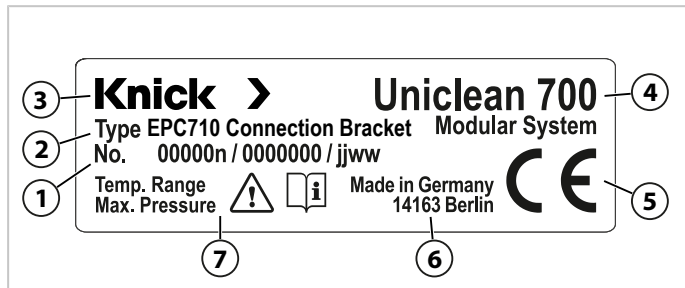 Knick >
Uniclean 700
Modular System
Type EPC710 Connection Bracket
No. 00000n / 0000000 / jjww
Temp. Range
Max. Pressure
i
Made in Germany
14163 Berlin
CE
3
2
1
4
5
6
7